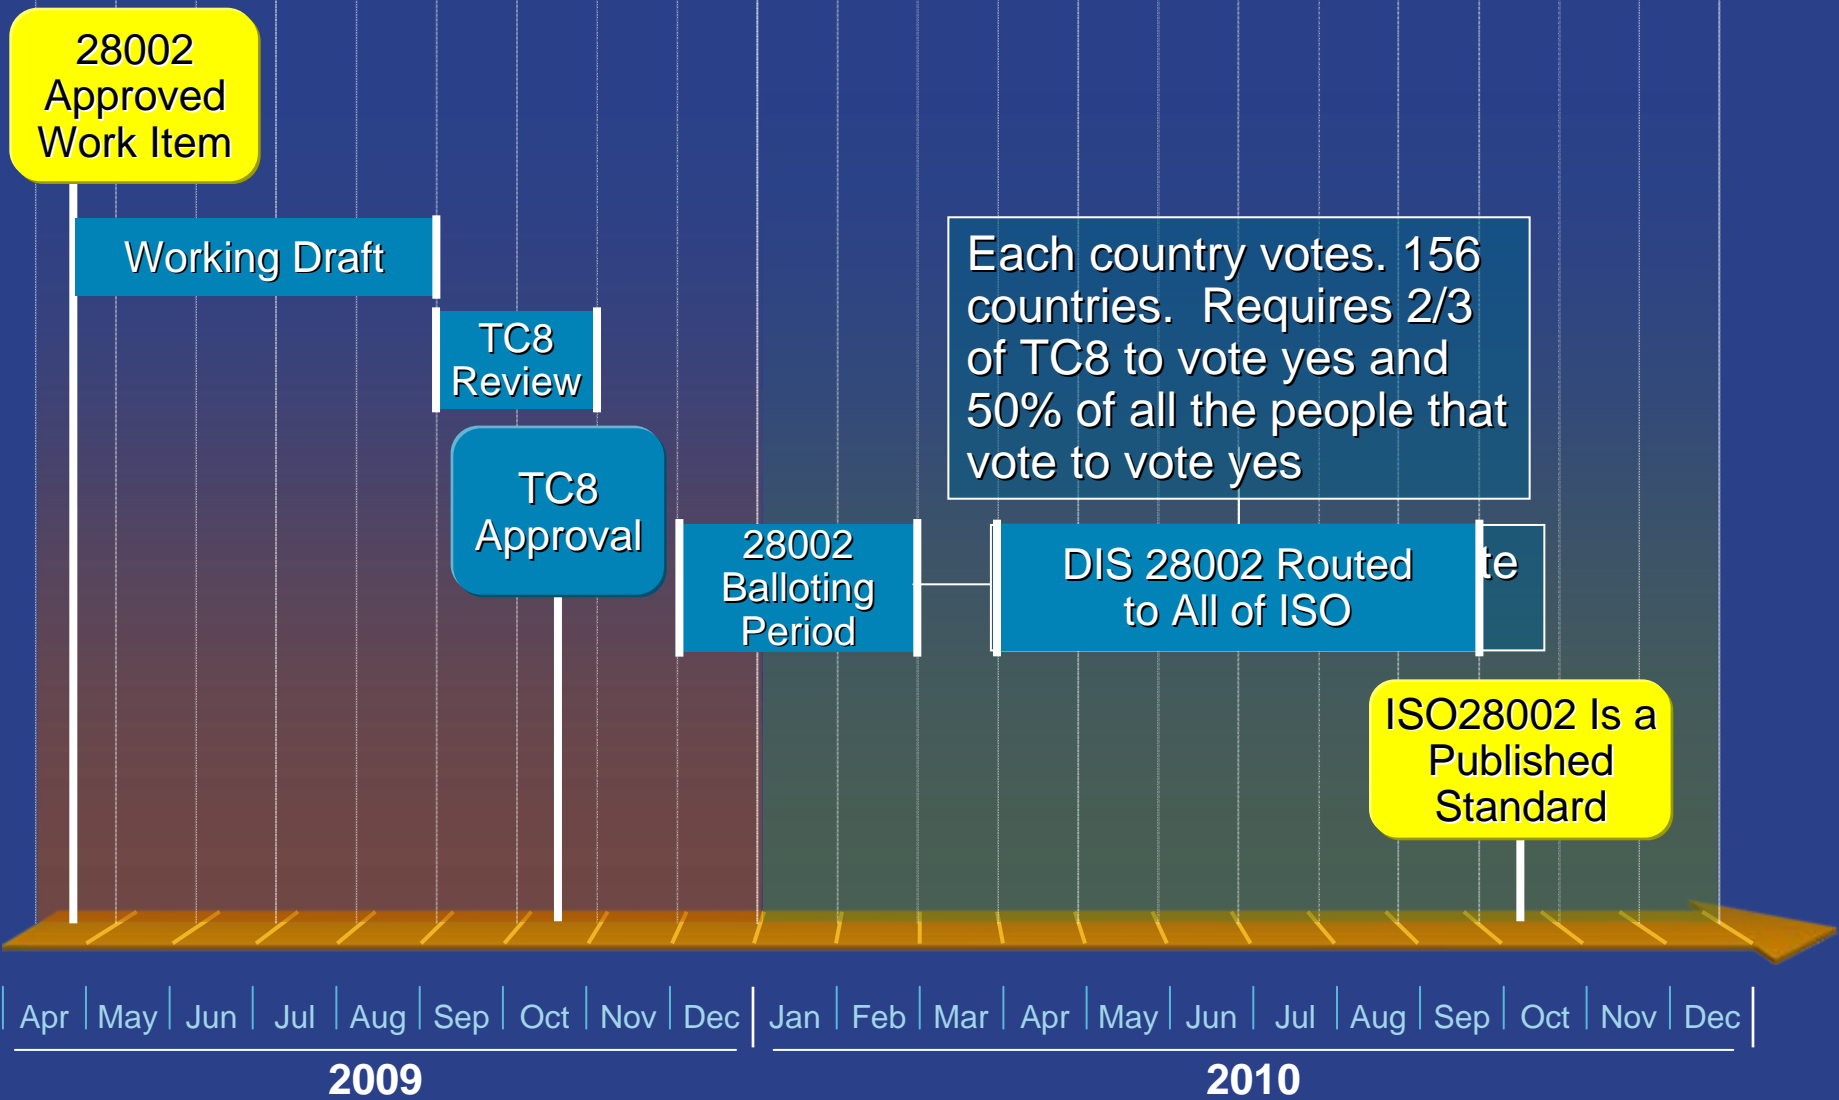 28002
Approved
Work Item
Working Draft
TC8
Review
Each country votes. 156
countries. Requires 2/3
of TC8 to vote yes and
50% of all the people that
vote to vote yes
TC8
Approval
28002
Balloting
Period
DIS 28002 Routed
to All of ISO
te
ISO28002 Is a
Published
Standard
Apr May Jun Jul Aug Sep Oct Nov Dec Jan Feb Mar Apr May Jun Jul Aug Sep Oct Nov Dec
2009 2010